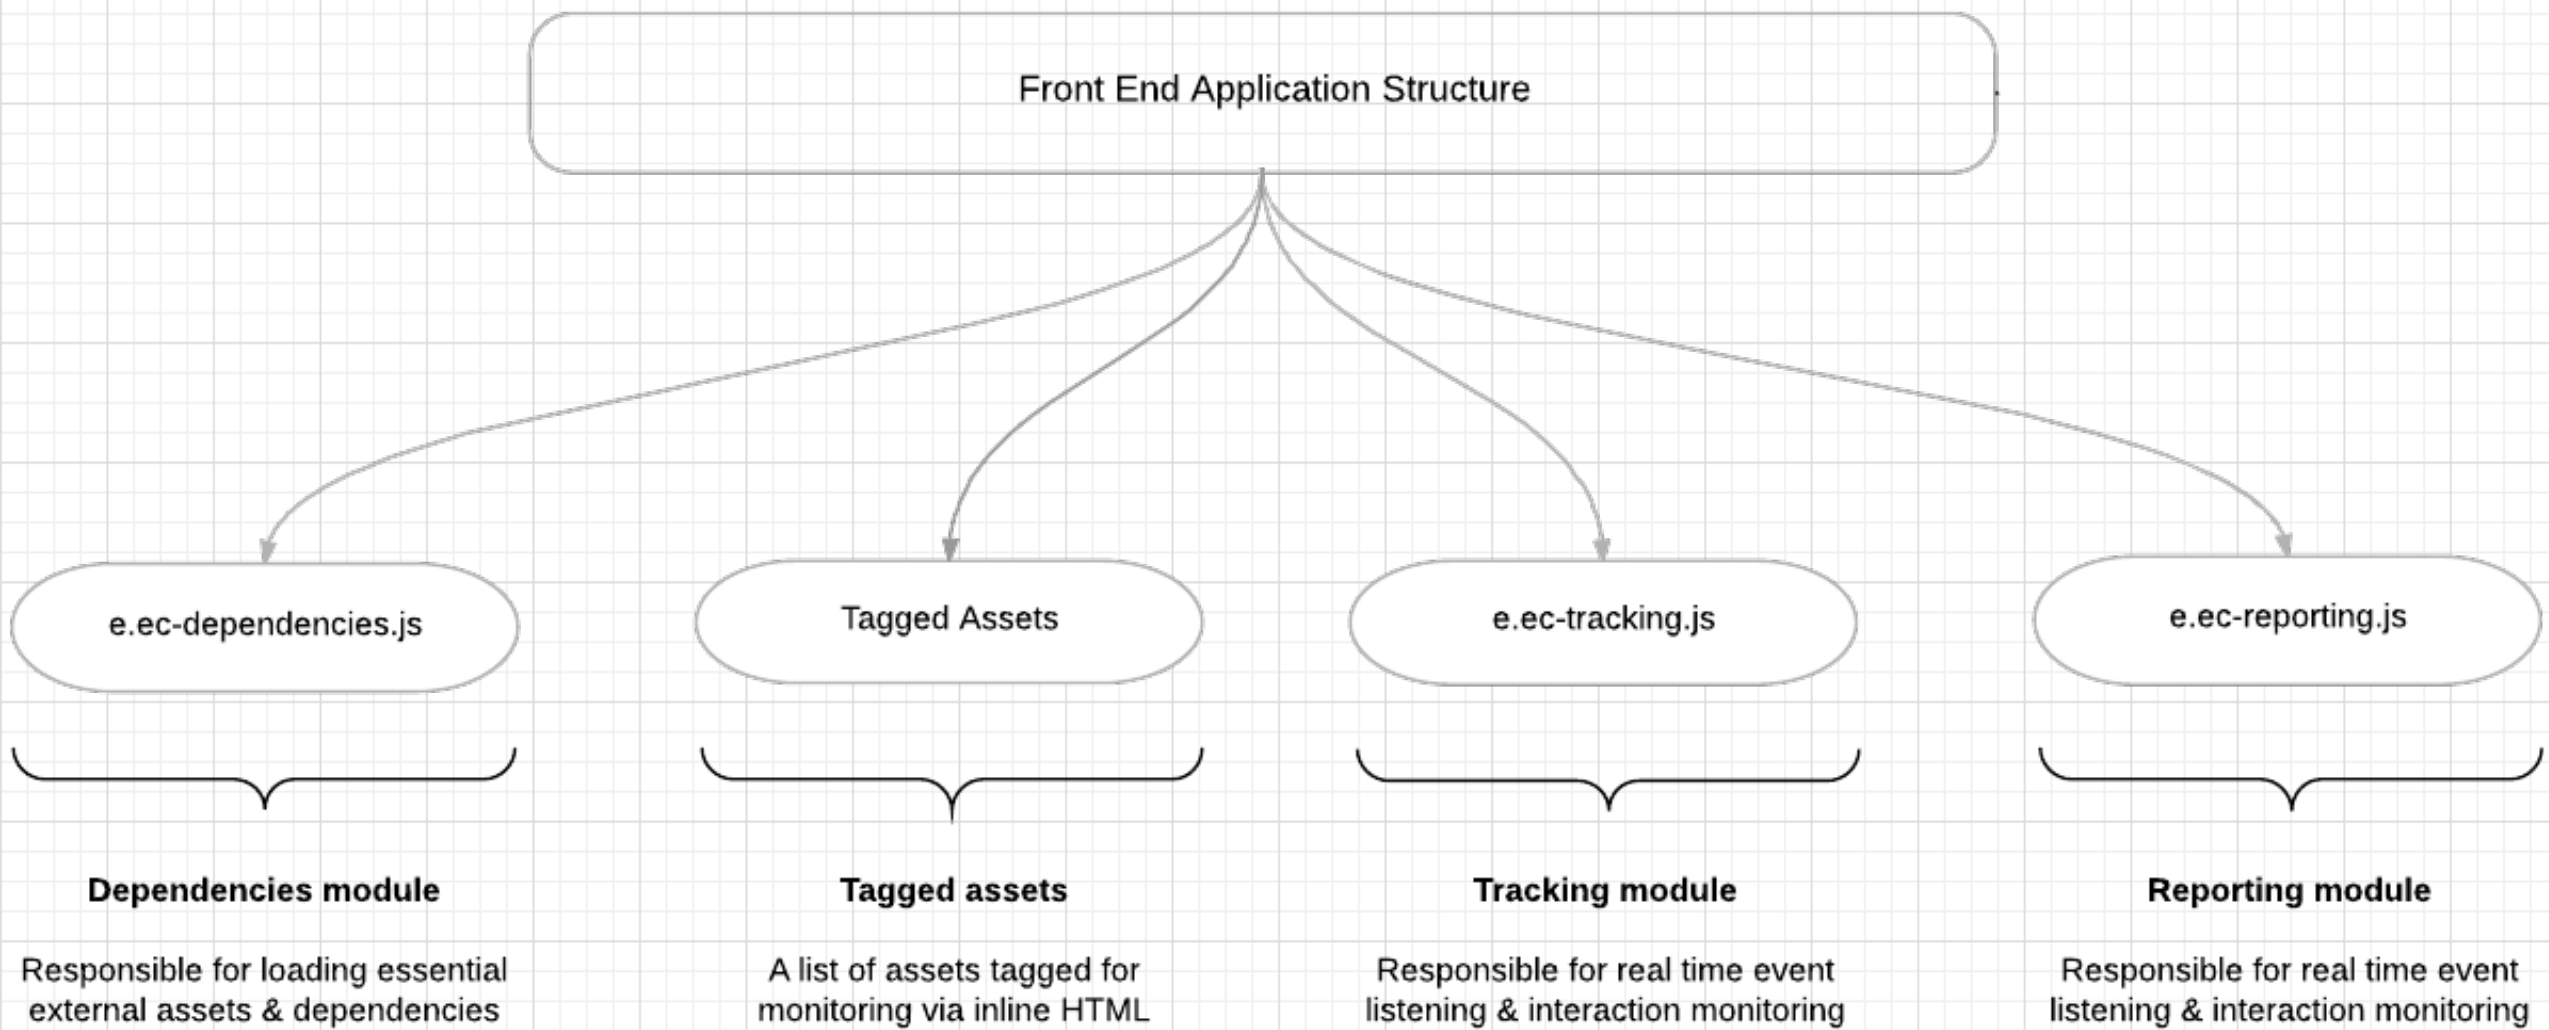 Front End Application Structure
e.ec-dependencies.js
Tagged Assets
e.ec-tracking.js
e.ec-reporting.js
Dependencies module
Responsible for loading essential
external assets & dependencies
Tagged assets
A list of assets tagged for
monitoring via inline HTML
Tracking module
Responsible for real time event
listening & interaction monitoring
Reporting module
Responsible for real time event
listening & interaction monitoring